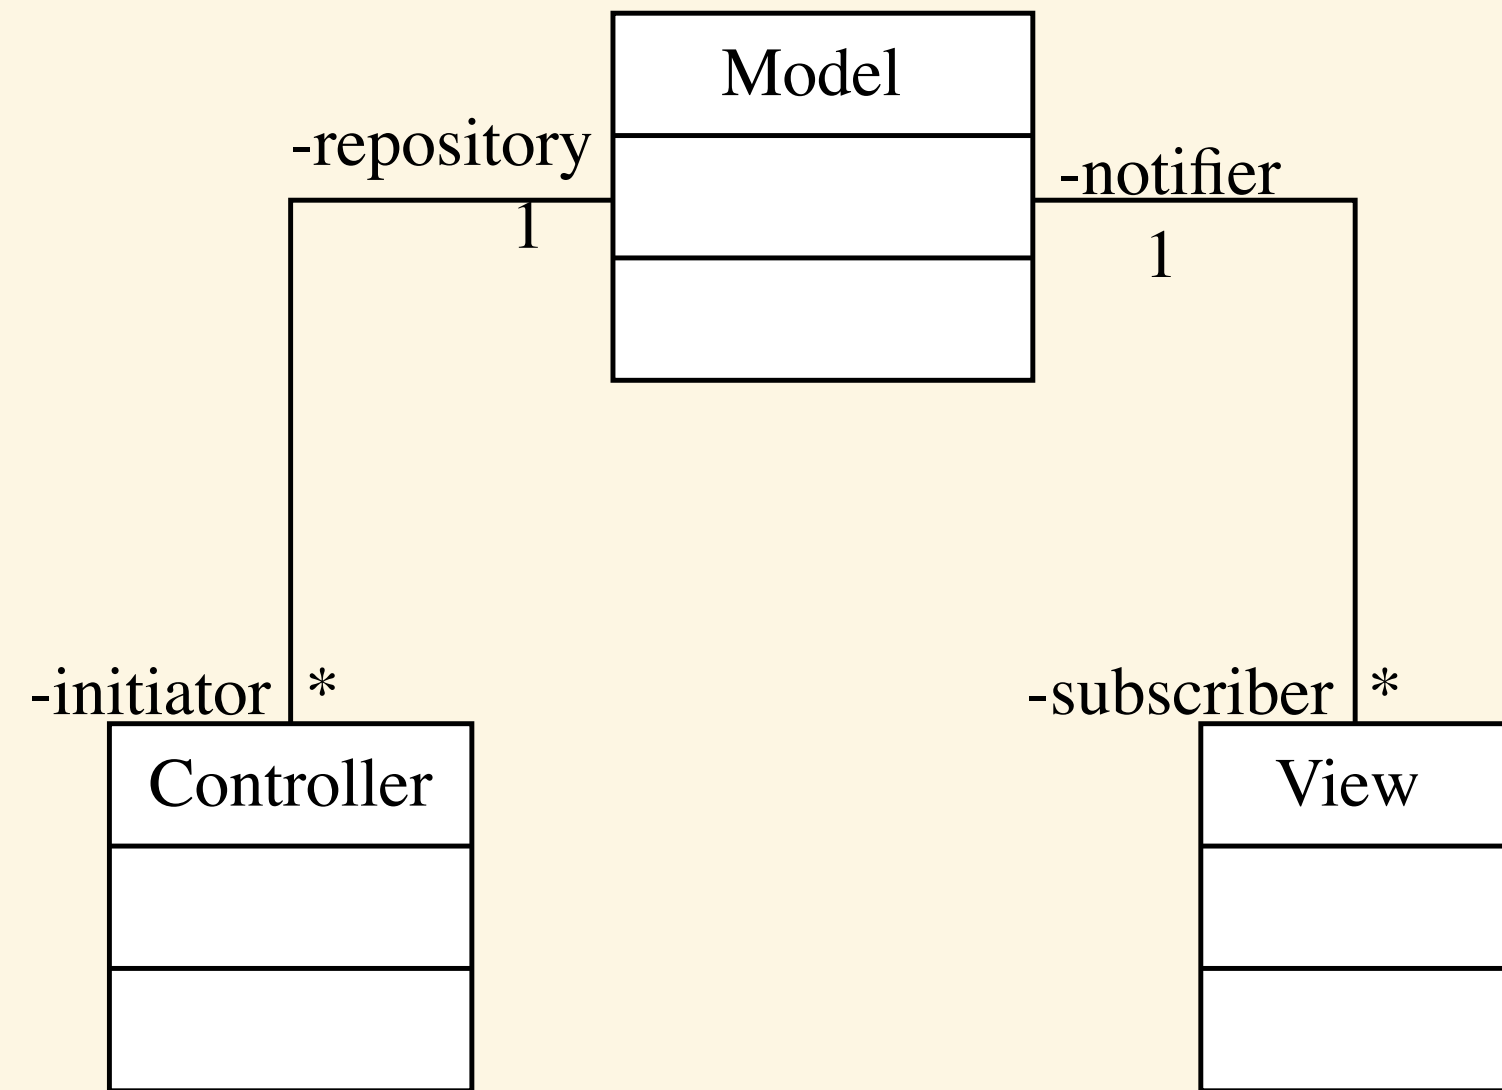 Model
-repository
-notifier
1
1
-initiator *
-subscriber *
Controller
View